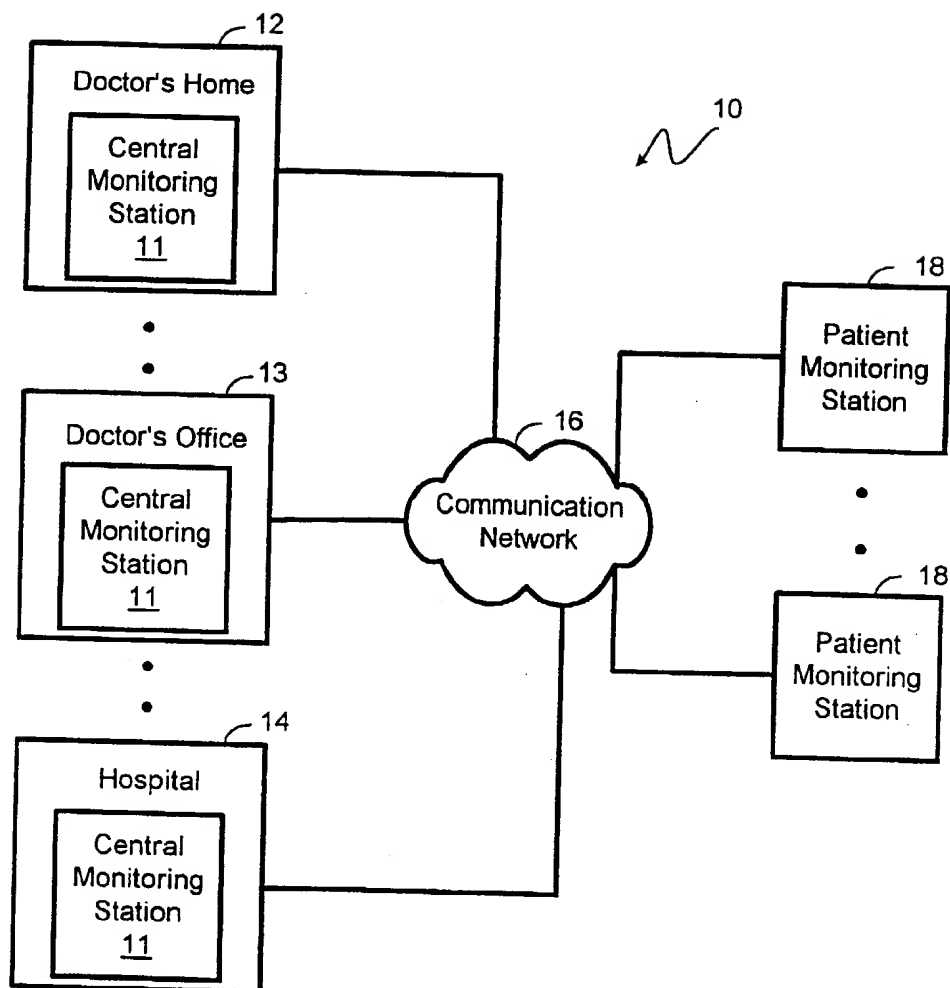 12
Doctor's Home
Central
Monitoring
Station
11
10
13
Doctor's Office
Central
Monitoring
Station
11
14
Hospital
Central
Monitoring
Station
11
16
Communication
Network
18
Patient
Monitoring
Station
18
Patient
Monitoring
Station